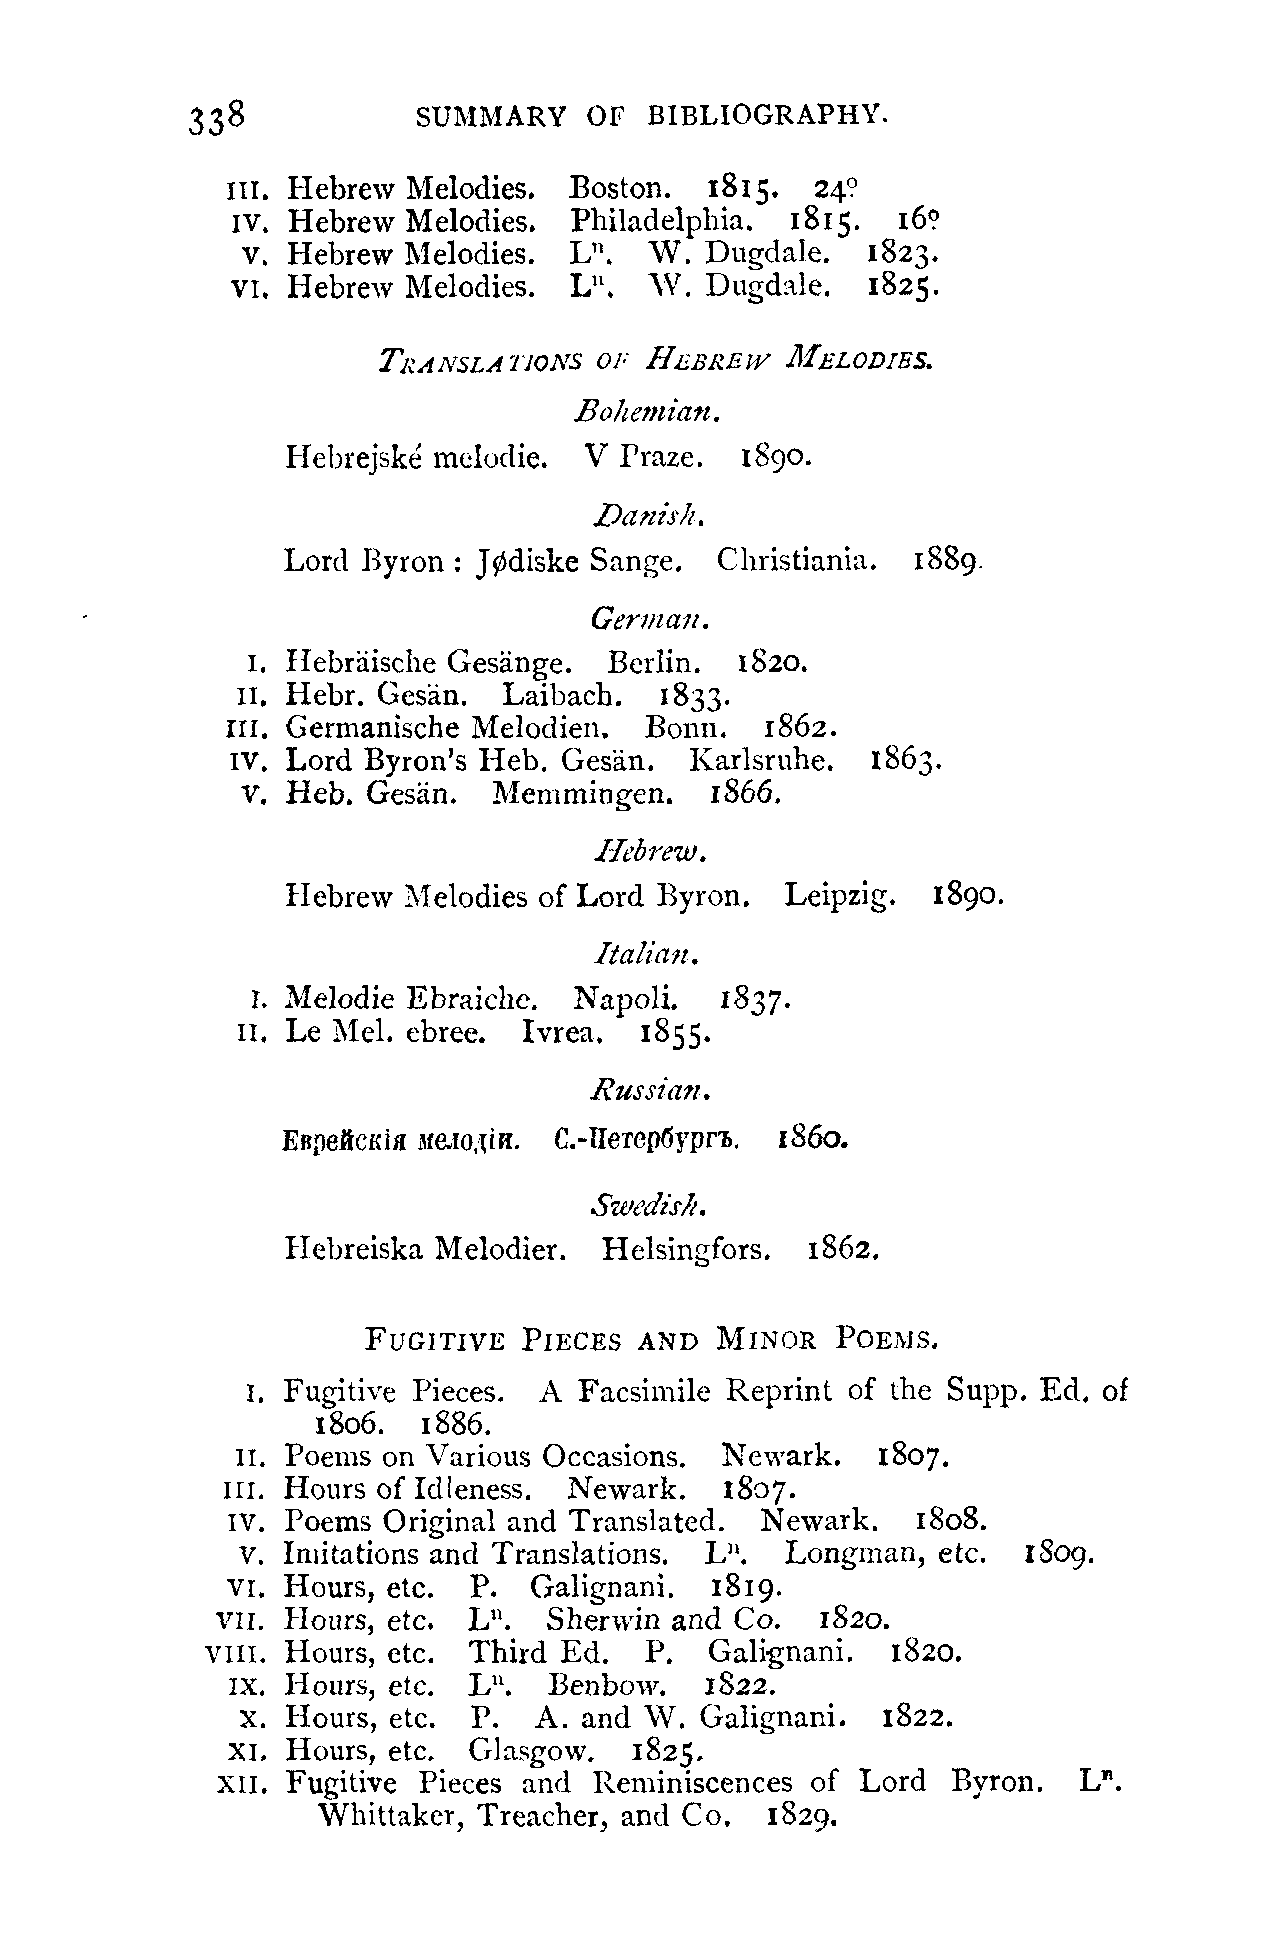 338 SUMMARY OF BIBLIOGRAPHY.
III. Hebrew Melodies. Boston. 1815. 24º
IV. Hebrew Melodies. Philadelphia. 1815. 16º
V. Hebrew Melodies. Lⁿ. W. Dugdale. 1823.
VI. Hebrew Melodies. Lⁿ. W. Dugdale. 1825.
TRANSLATIONS OF HEBREW MELODIES.
Bohemian.
Hebrejské melodie. V Praze. 1890.
Danish.
Lord Byron : Jødiske Sange. Christiania. 1889.
German.
I. Hebräische Gesänge. Berlin. 1820.
II. Hebr. Gesän. Laibach. 1833.
III. Germanische Melodien. Bonn. 1862.
IV. Lord Byron's Heb. Gesän. Karlsruhe. 1863.
V. Heb. Gesän. Memmingen. 1866.
Hebrew.
Hebrew Melodies of Lord Byron. Leipzig. 1890.
Italian.
I. Melodie Ebraiche. Napoli. 1837.
II. Le Mel. ebree. Ivrea. 1855.
Russian.
Еврейскія мелодіи. С.-Петербургъ. 1860.
Swedish.
Hebreiska Melodier. Helsingfors. 1862.
FUGITIVE PIECES AND MINOR POEMS.
I. Fugitive Pieces. A Facsimile Reprint of the Supp. Ed. of
1806. 1886.
II. Poems on Various Occasions. Newark. 1807.
III. Hours of Idleness. Newark. 1807.
IV. Poems Original and Translated. Newark. 1808.
V. Imitations and Translations. Lⁿ. Longman, etc. 1809.
VI. Hours, etc. P. Galignani. 1819.
VII. Hours, etc. Lⁿ. Sherwin and Co. 1820.
VIII. Hours, etc. Third Ed. P. Galignani. 1820.
IX. Hours, etc. Lⁿ. Benbow. 1822.
X. Hours, etc. P. A. and W. Galignani. 1822.
XI. Hours, etc. Glasgow. 1825.
XII. Fugitive Pieces and Reminiscences of Lord Byron. Lⁿ.
Whittaker, Treacher, and Co. 1829.